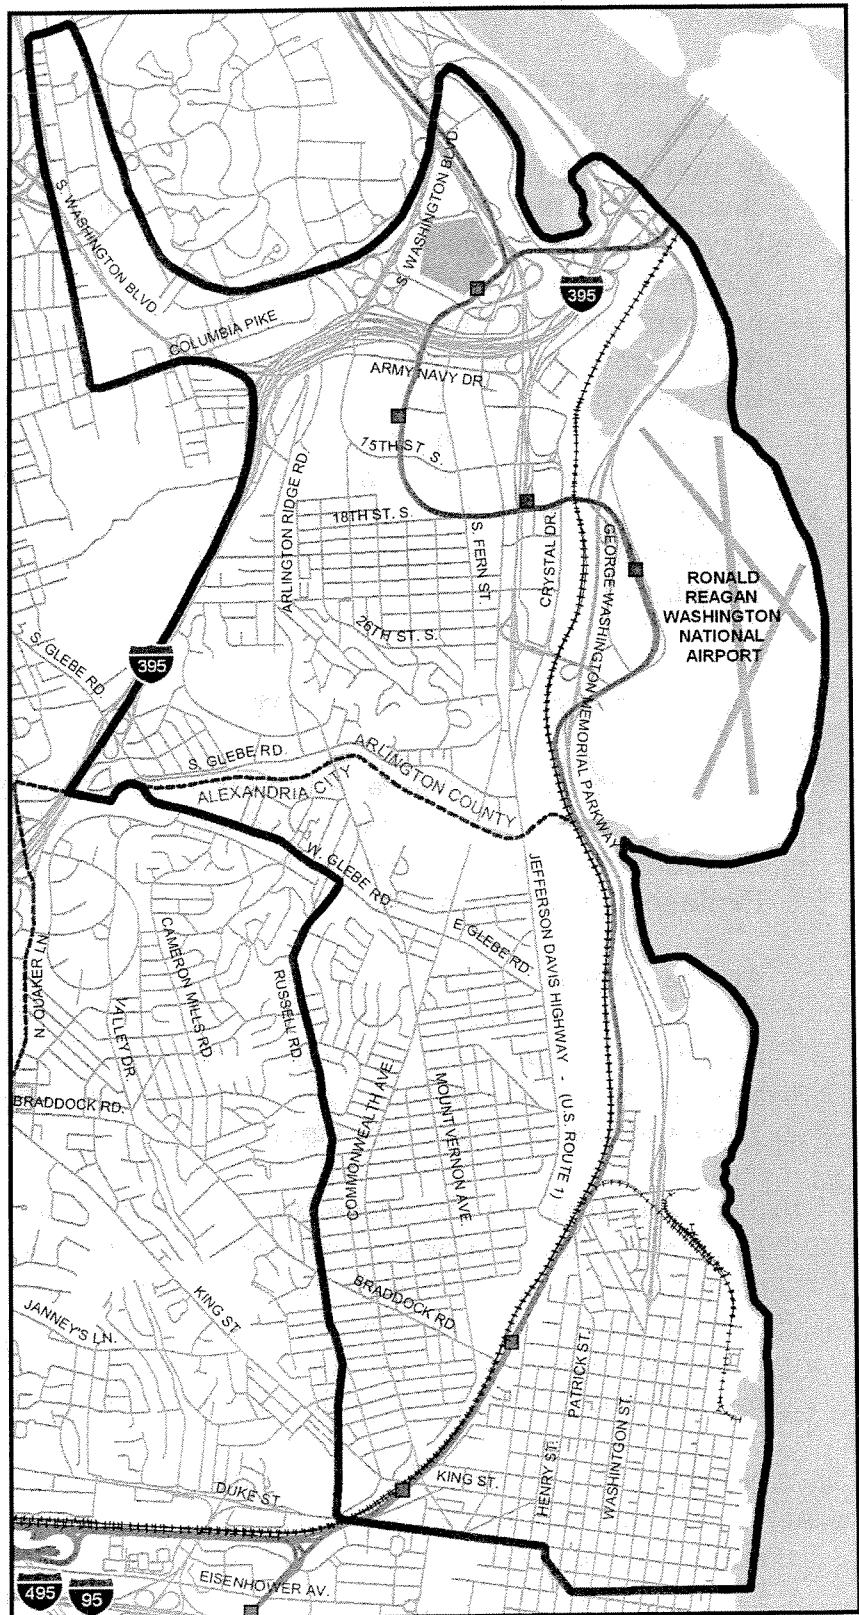 S. WASHINGTON BLVD.
S. WASHINGTON BLVD
395
COLUMBIA PIKE
ARMY NAVY DR.
15TH ST. S.
ARLINGTON RIDGE RD.
18TH ST. S.
S. FERN ST.
CRYSTAL DR.
GEORGE WASHINGTON MEMORIAL PARKWAY
RONALD
REAGAN
WASHINGTON
NATIONAL
AIRPORT
26TH ST. S.
S. GLEBE RD.
395
S. GLEBE RD.
ARLINGTON COUNTY
ALEXANDRIA CITY
W. GLEBE RD.
JEFFERSON DAVIS HIGHWAY - (U.S. ROUTE 1)
E. GLEBE RD.
N. QUAKER LN.
CAMERON MILLS RD
VALLEY DR.
RUSSELL RD.
BRADDOCK RD.
COMMONWEALTH AVE.
MOUNT VERNON AVE.
BRADDOCK RD.
KING ST
JANNEY'S LN.
PATRICK ST.
WASHINTGON ST.
HENRY ST.
KING ST.
DUKE ST.
EISENHOWER AV.
495
95